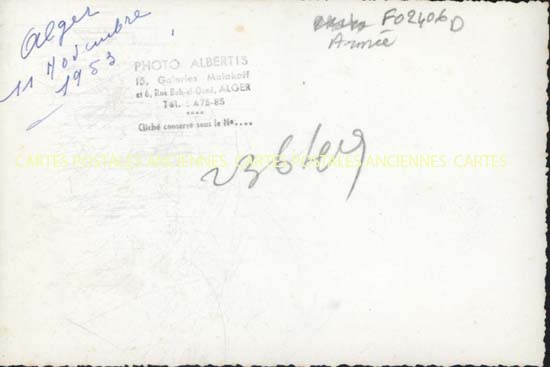 Alger
11 Novembre
1953
F02406D
Armée
PHOTO ALBERTIS
15, Galeries Malakoff
et 6, Rue Bab-el-Oued, ALGER
Tél. : 475-85
****
Cliché conservé sous le No....
CARTES POSTALES ANCIENNES CARTES POSTALES ANCIENNES CARTES